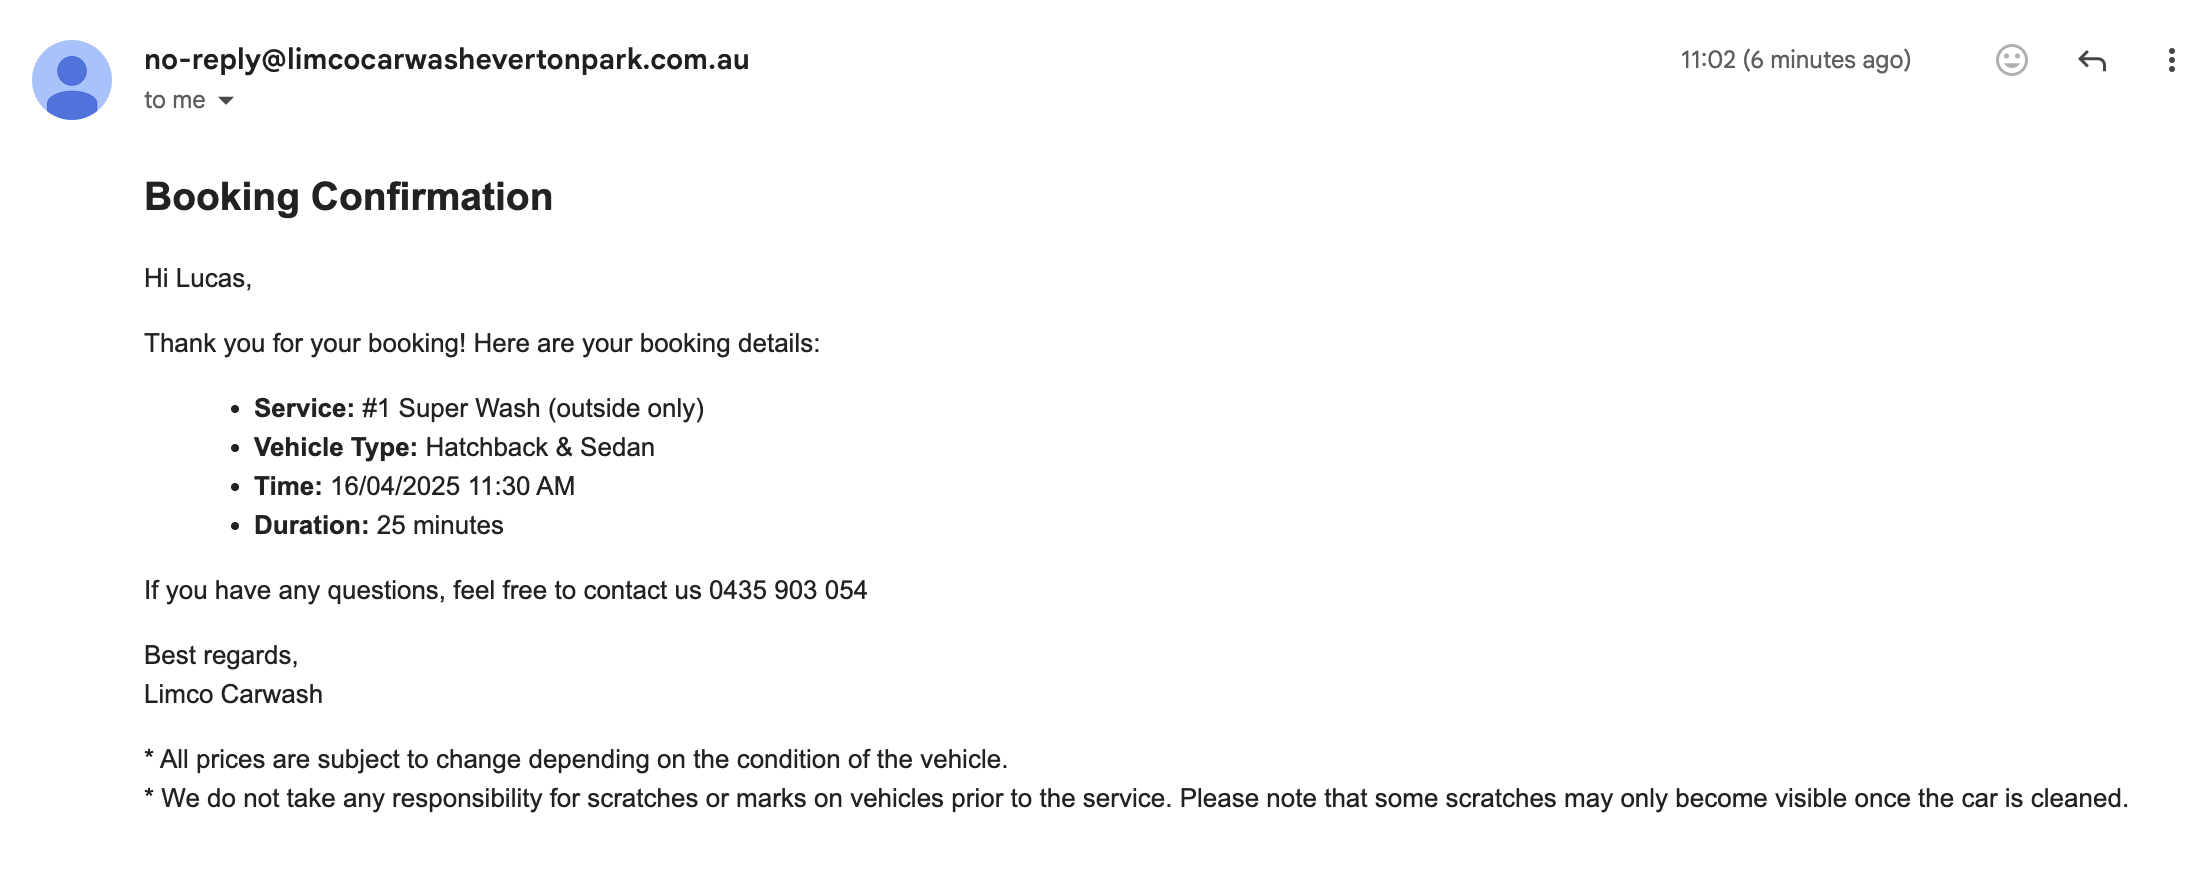 no-reply@limcocarwashevertonpark.com.au
11:02 (6 minutes ago)
to me
Booking Confirmation
Hi Lucas,
Thank you for your booking! Here are your booking details:
• Service: #1 Super Wash (outside only)
• Vehicle Type: Hatchback & Sedan
• Time: 16/04/2025 11:30 AM
• Duration: 25 minutes
If you have any questions, feel free to contact us 0435 903 054
Best regards,
Limco Carwash
* All prices are subject to change depending on the condition of the vehicle.
* We do not take any responsibility for scratches or marks on vehicles prior to the service. Please note that some scratches may only become visible once the car is cleaned.